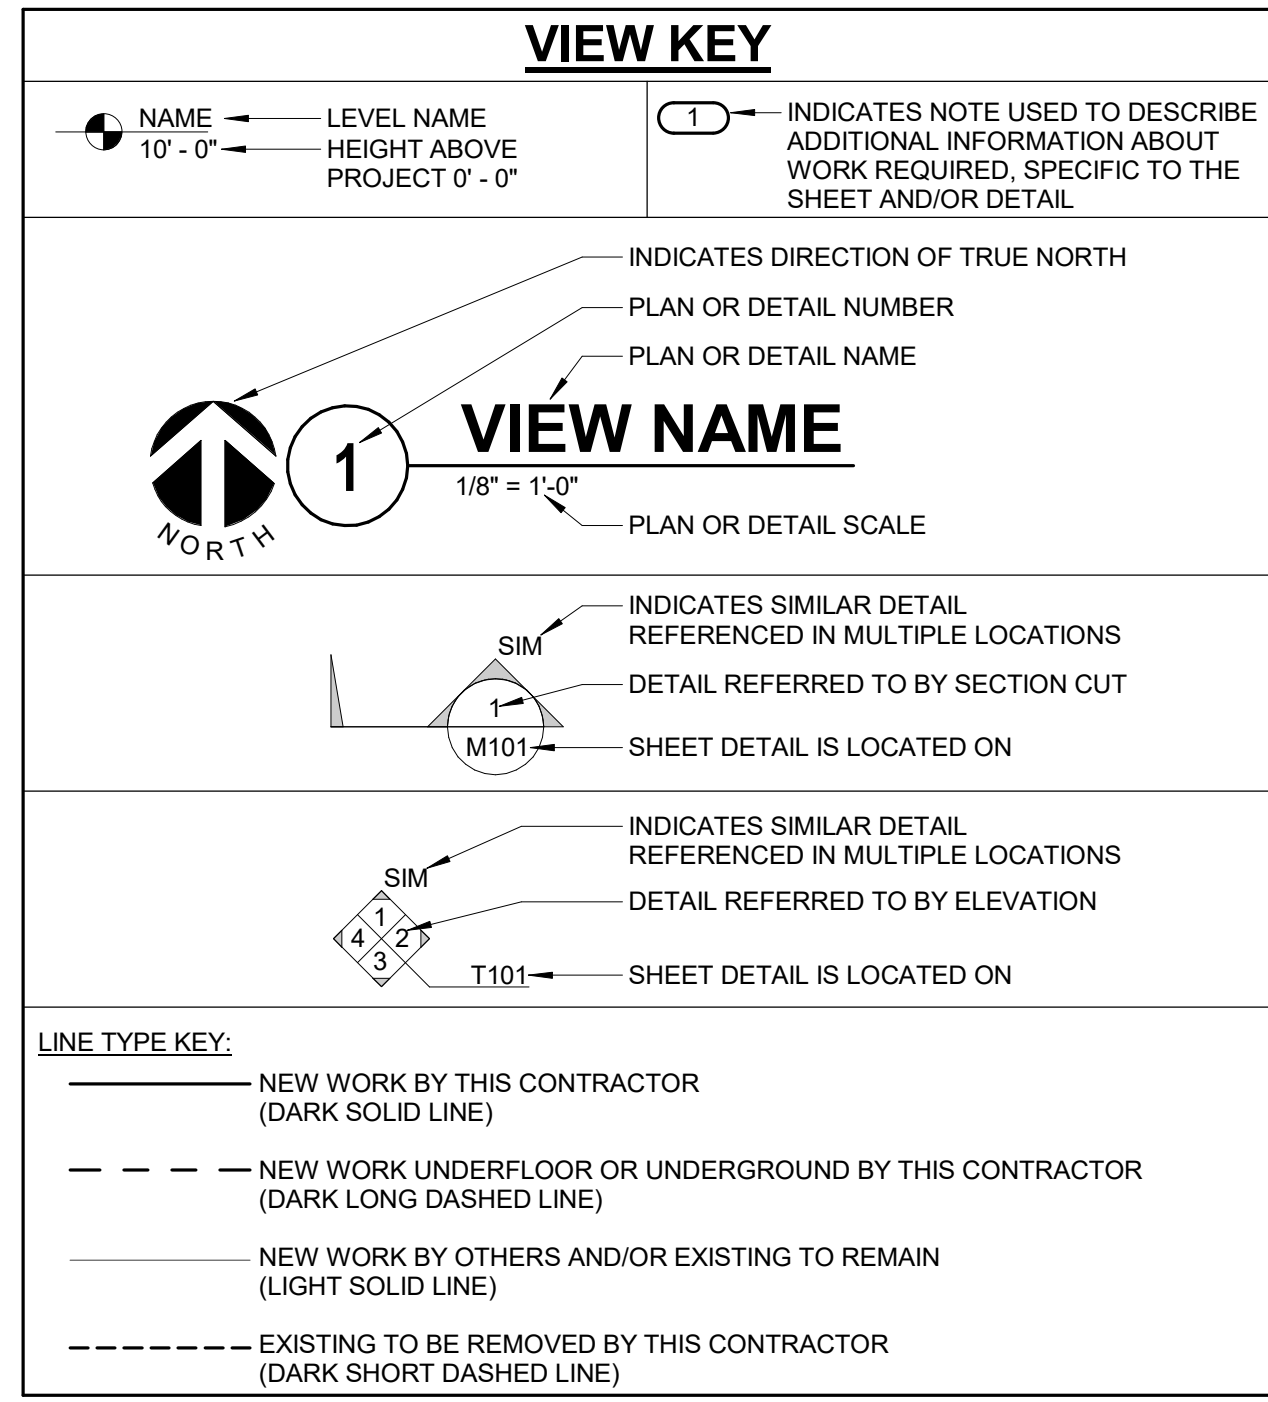 VIEW KEY
NAME
10' - 0"
LEVEL NAME
HEIGHT ABOVE
PROJECT 0' - 0"
1
INDICATES NOTE USED TO DESCRIBE
ADDITIONAL INFORMATION ABOUT
WORK REQUIRED, SPECIFIC TO THE
SHEET AND/OR DETAIL
INDICATES DIRECTION OF TRUE NORTH
PLAN OR DETAIL NUMBER
PLAN OR DETAIL NAME
NORTH
1
VIEW NAME
1/8" = 1'-0"
PLAN OR DETAIL SCALE
INDICATES SIMILAR DETAIL
REFERENCED IN MULTIPLE LOCATIONS
SIM
1
DETAIL REFERRED TO BY SECTION CUT
M101
SHEET DETAIL IS LOCATED ON
INDICATES SIMILAR DETAIL
REFERENCED IN MULTIPLE LOCATIONS
SIM
1
4 2
3
DETAIL REFERRED TO BY ELEVATION
T101
SHEET DETAIL IS LOCATED ON
LINE TYPE KEY:
NEW WORK BY THIS CONTRACTOR
(DARK SOLID LINE)
NEW WORK UNDERFLOOR OR UNDERGROUND BY THIS CONTRACTOR
(DARK LONG DASHED LINE)
NEW WORK BY OTHERS AND/OR EXISTING TO REMAIN
(LIGHT SOLID LINE)
EXISTING TO BE REMOVED BY THIS CONTRACTOR
(DARK SHORT DASHED LINE)